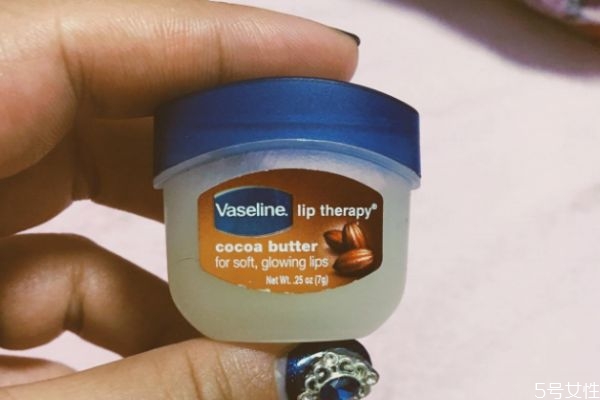 Vaseline. lip therapy®
cocoa butter
for soft, glowing lips
Net Wt. .25 oz (7g)
5号女性